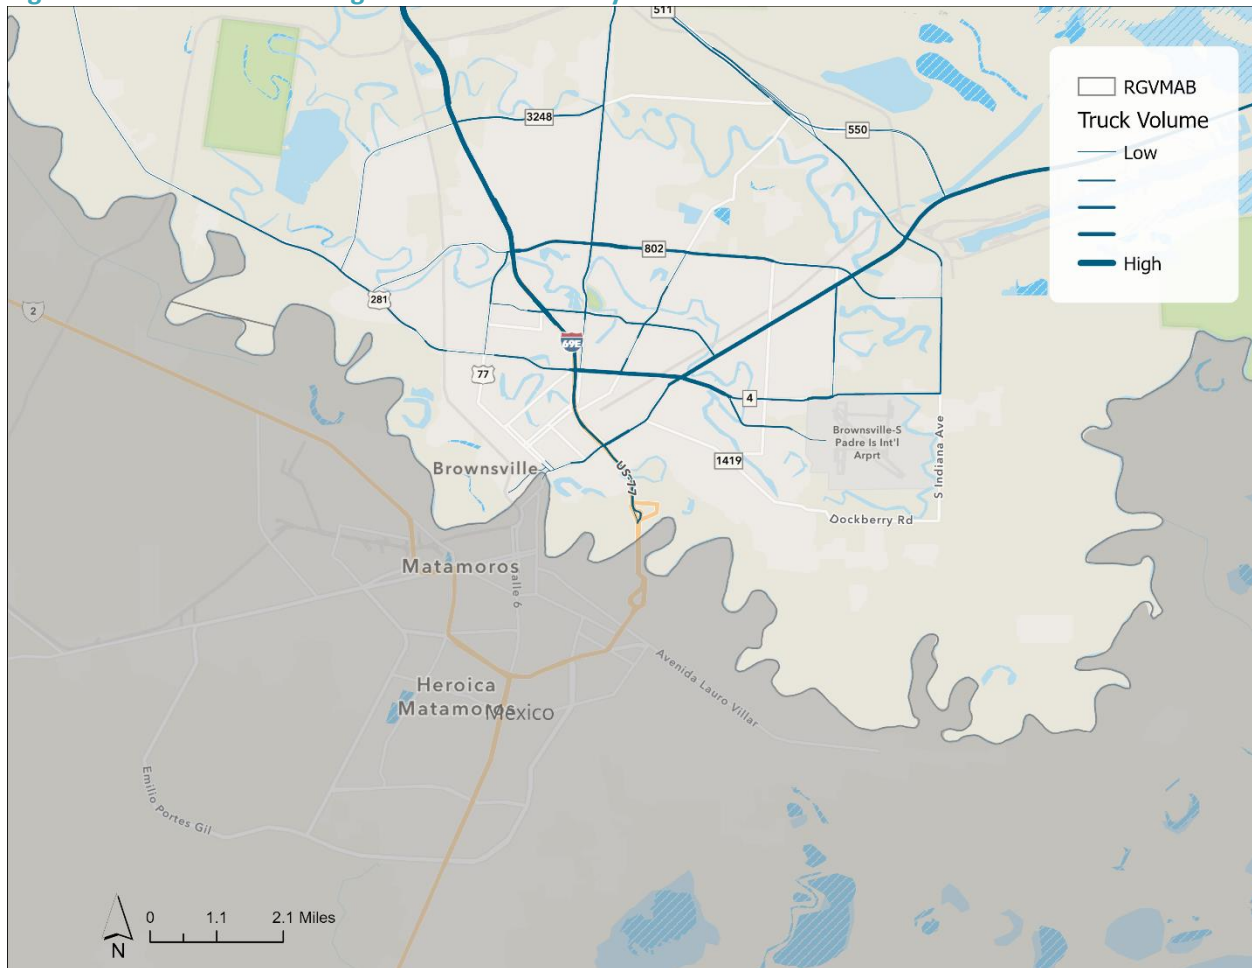 511
RGVMAB
Truck Volume
Low
High
3248
550
802
281
2
69E
77
4
Brownsville-S
Padre Is Int'l
Arprt
S Indiana Ave
1419
Brownsville
US-77
Dockberry Rd
Matamoros
Calle 6
Avenida Lauro Villar
Heroica
Matamoros
Mexico
Emilio Portes Gil
0 1.1 2.1 Miles
N